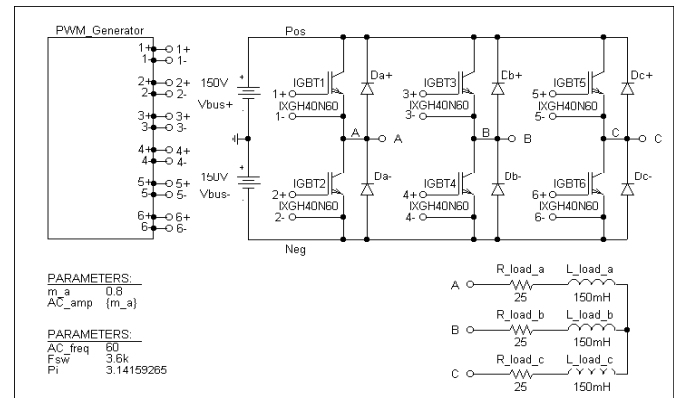 PWM_Generator
1+ 1+
1- 1-
2+ 2+
2- 2-
3+ 3+
3- 3-
4+ 4+
4- 4-
5+ 5+
5- 5-
6+ 6+
6- 6-
Pos
150V
Vbus+
150V
Vbus-
Neg
IGBT1
1+
IXGH40N60
1-
Da+
A A
IGBT2
2+
IXGH40N60
2-
Da-
IGBT3
3+
IXGH40N60
3-
Db+
B B
IGBT4
4+
IXGH40N60
4-
Db-
IGBT5
5+
IXGH40N60
5-
Dc+
C C
IGBT6
6+
IXGH40N60
6-
Dc-
PARAMETERS:
m_a 0.8
AC_amp {m_a}
PARAMETERS:
AC_freq 60
Fsw 3.6k
Pi 3.14159265
R_load_a L_load_a
A
25 150mH
R_load_b L_load_b
B
25 150mH
R_load_c L_load_c
C
25 150mH